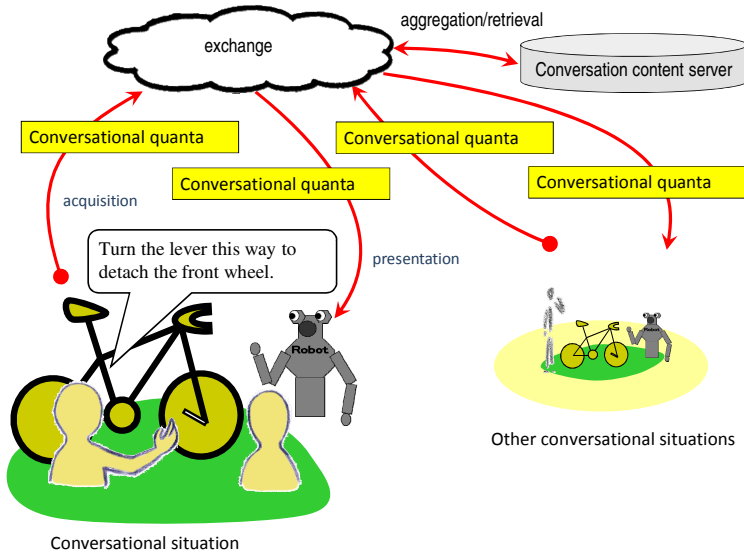 aggregation/retrieval
exchange
Conversation content server
Conversational quanta
Conversational quanta
Conversational quanta
Conversational quanta
acquisition
Turn the lever this way to
detach the front wheel.
presentation
Robot
Robot
Other conversational situations
Conversational situation